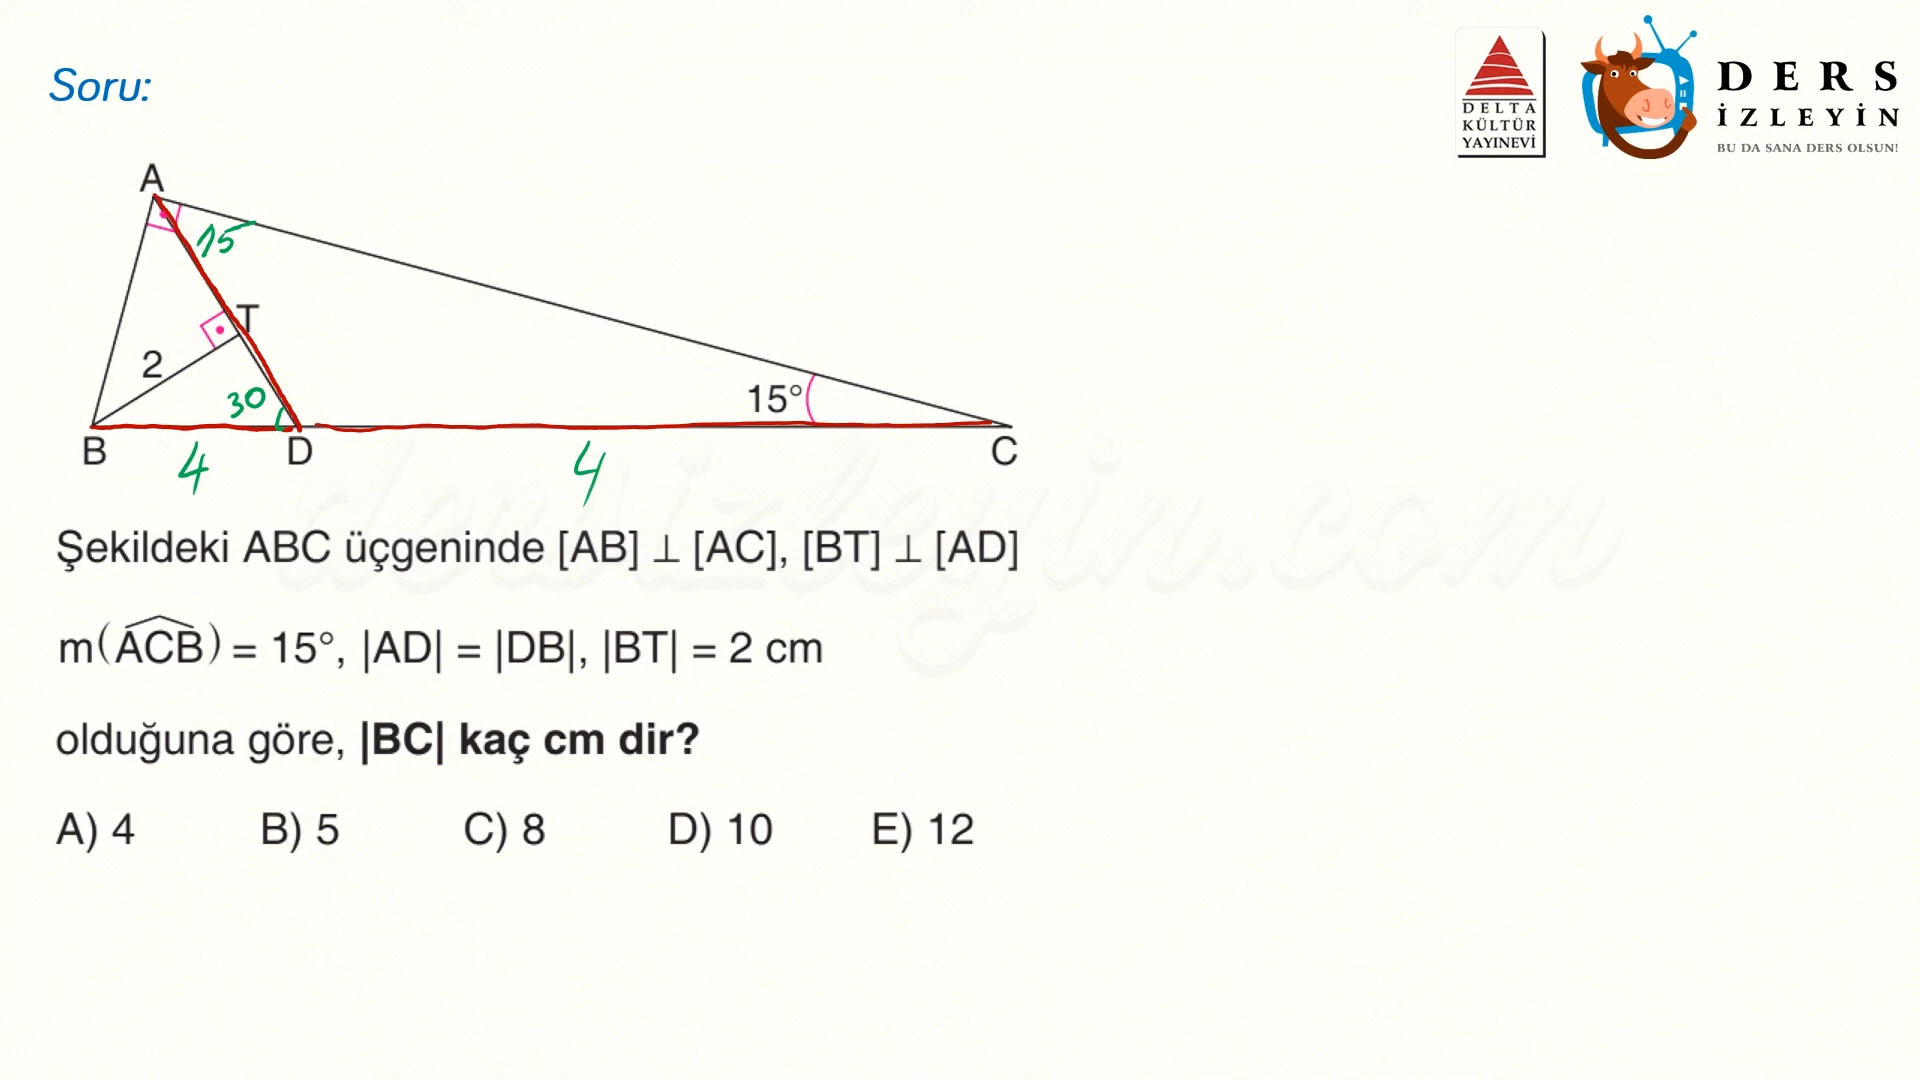 Soru:
DELTA
KÜLTÜR
YAYINEVİ
DERS
İZLEYİN
BU DA SANA DERS OLSUN!
A
15
T
2
30
15°
B
D
C
4
4
dersizleyin.com
Şekildeki ABC üçgeninde [AB] ⊥ [AC], [BT] ⊥ [AD]
m(ACB) = 15°, |AD| = |DB|, |BT| = 2 cm
olduğuna göre, |BC| kaç cm dir?
A) 4 B) 5 C) 8 D) 10 E) 12